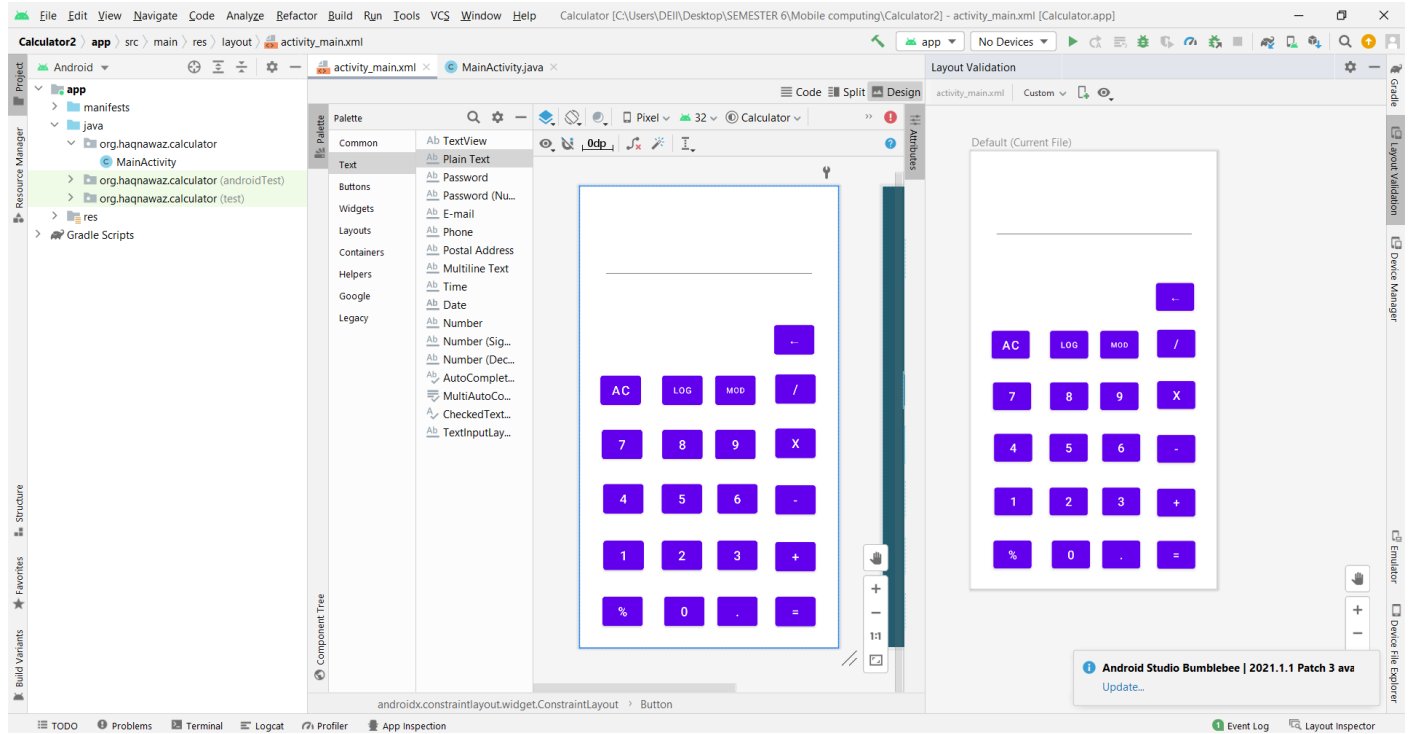 File Edit View Navigate Code Analyze Refactor Build Run Tools VCS Window Help Calculator [C:\Users\DEll\Desktop\SEMESTER 6\Mobile computing\Calculator2] - activity_main.xml [Calculator.app]
Calculator2 app src main res layout activity_main.xml
app No Devices
Project
Resource Manager
Structure
Favorites
Build Variants
Android
app
manifests
java
org.haqnawaz.calculator
MainActivity
org.haqnawaz.calculator (androidTest)
org.haqnawaz.calculator (test)
res
Gradle Scripts
activity_main.xml MainActivity.java
Code Split Design
Palette
Component Tree
Palette
Common
Text
Buttons
Widgets
Layouts
Containers
Helpers
Google
Legacy
Ab TextView
Ab Plain Text
Ab Password
Ab Password (Nu...
Ab E-mail
Ab Phone
Ab Postal Address
Ab Multiline Text
Ab Time
Ab Date
Ab Number
Ab Number (Sig...
Ab Number (Dec...
Ab AutoComplet...
MultiAutoCo...
A CheckedText...
Ab TextInputLay...
Pixel 32 Calculator
0dp
Attributes
←
AC LOG MOD /
7 8 9 X
4 5 6 -
1 2 3 +
% 0 . =
+
−
1:1
androidx.constraintlayout.widget.ConstraintLayout Button
Layout Validation
activity_main.xml Custom
Default (Current File)
←
AC LOG MOD /
7 8 9 X
4 5 6 -
1 2 3 +
% 0 . =
+
−
Android Studio Bumblebee | 2021.1.1 Patch 3 ava
Update...
Gradle
Layout Validation
Device Manager
Emulator
Device File Explorer
TODO Problems Terminal Logcat Profiler App Inspection 1 Event Log Layout Inspector